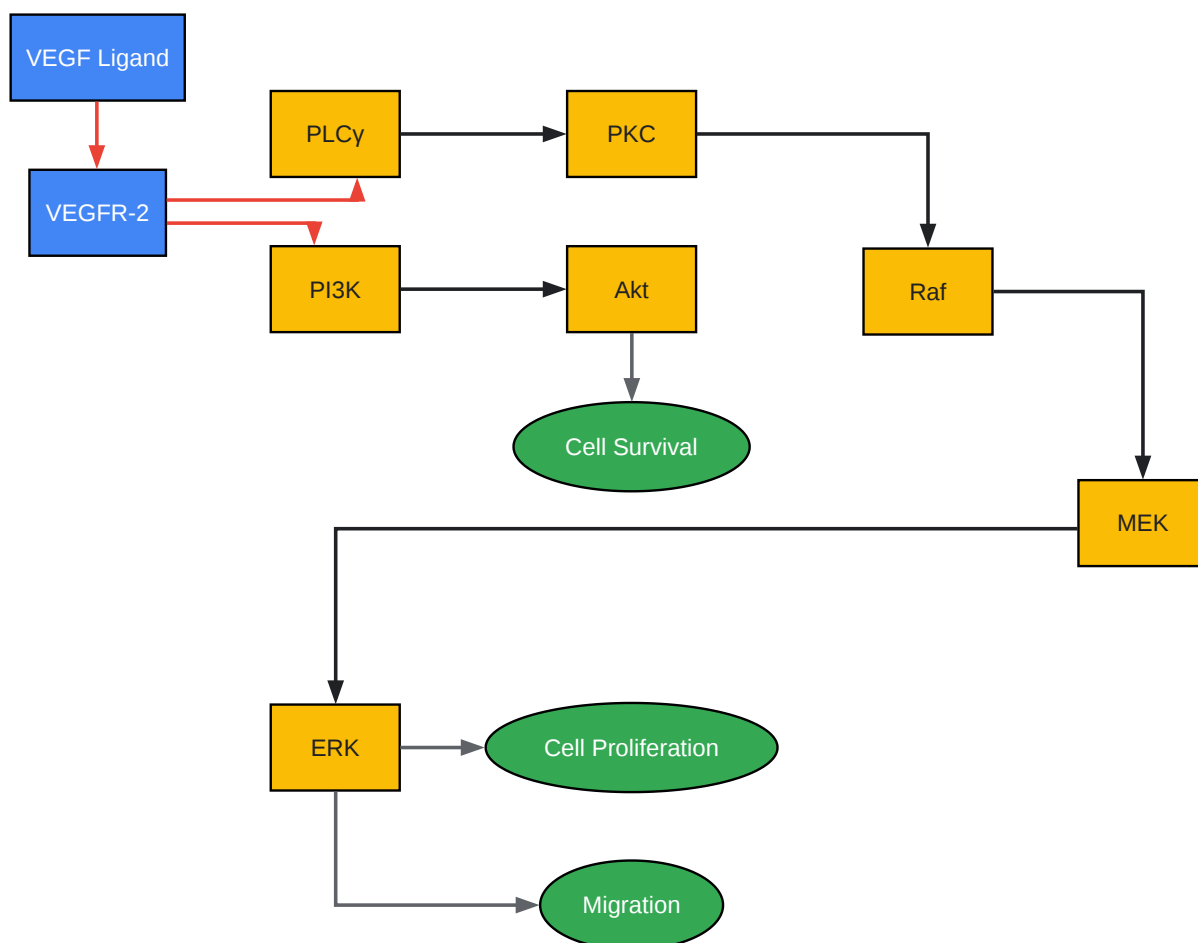 VEGF Ligand
VEGFR-2
PLCγ
PKC
PI3K
Akt
Raf
Cell Survival
MEK
ERK
Cell Proliferation
Migration